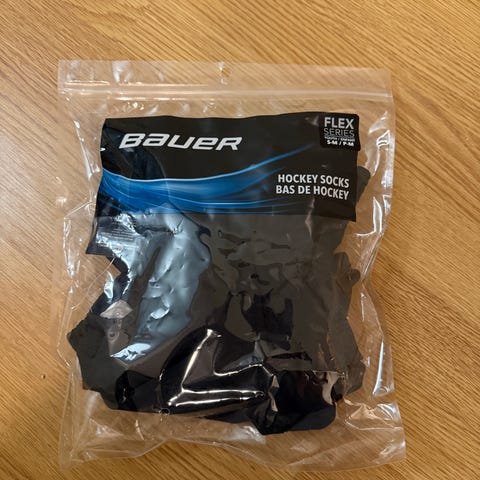 BAUER
FLEX
SERIES
S-M / P-M
HOCKEY SOCKS
BAS DE HOCKEY